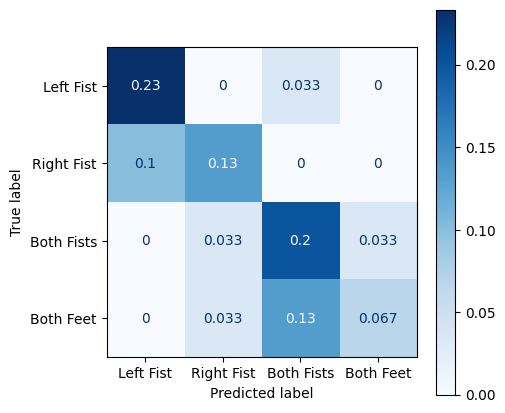 Left Fist 0.23 0 0.033 0
Right Fist 0.1 0.13 0 0
Both Fists 0 0.033 0.2 0.033
Both Feet 0 0.033 0.13 0.067
Left Fist Right Fist Both Fists Both Feet
Predicted label
True label
0.20
0.15
0.10
0.05
0.00